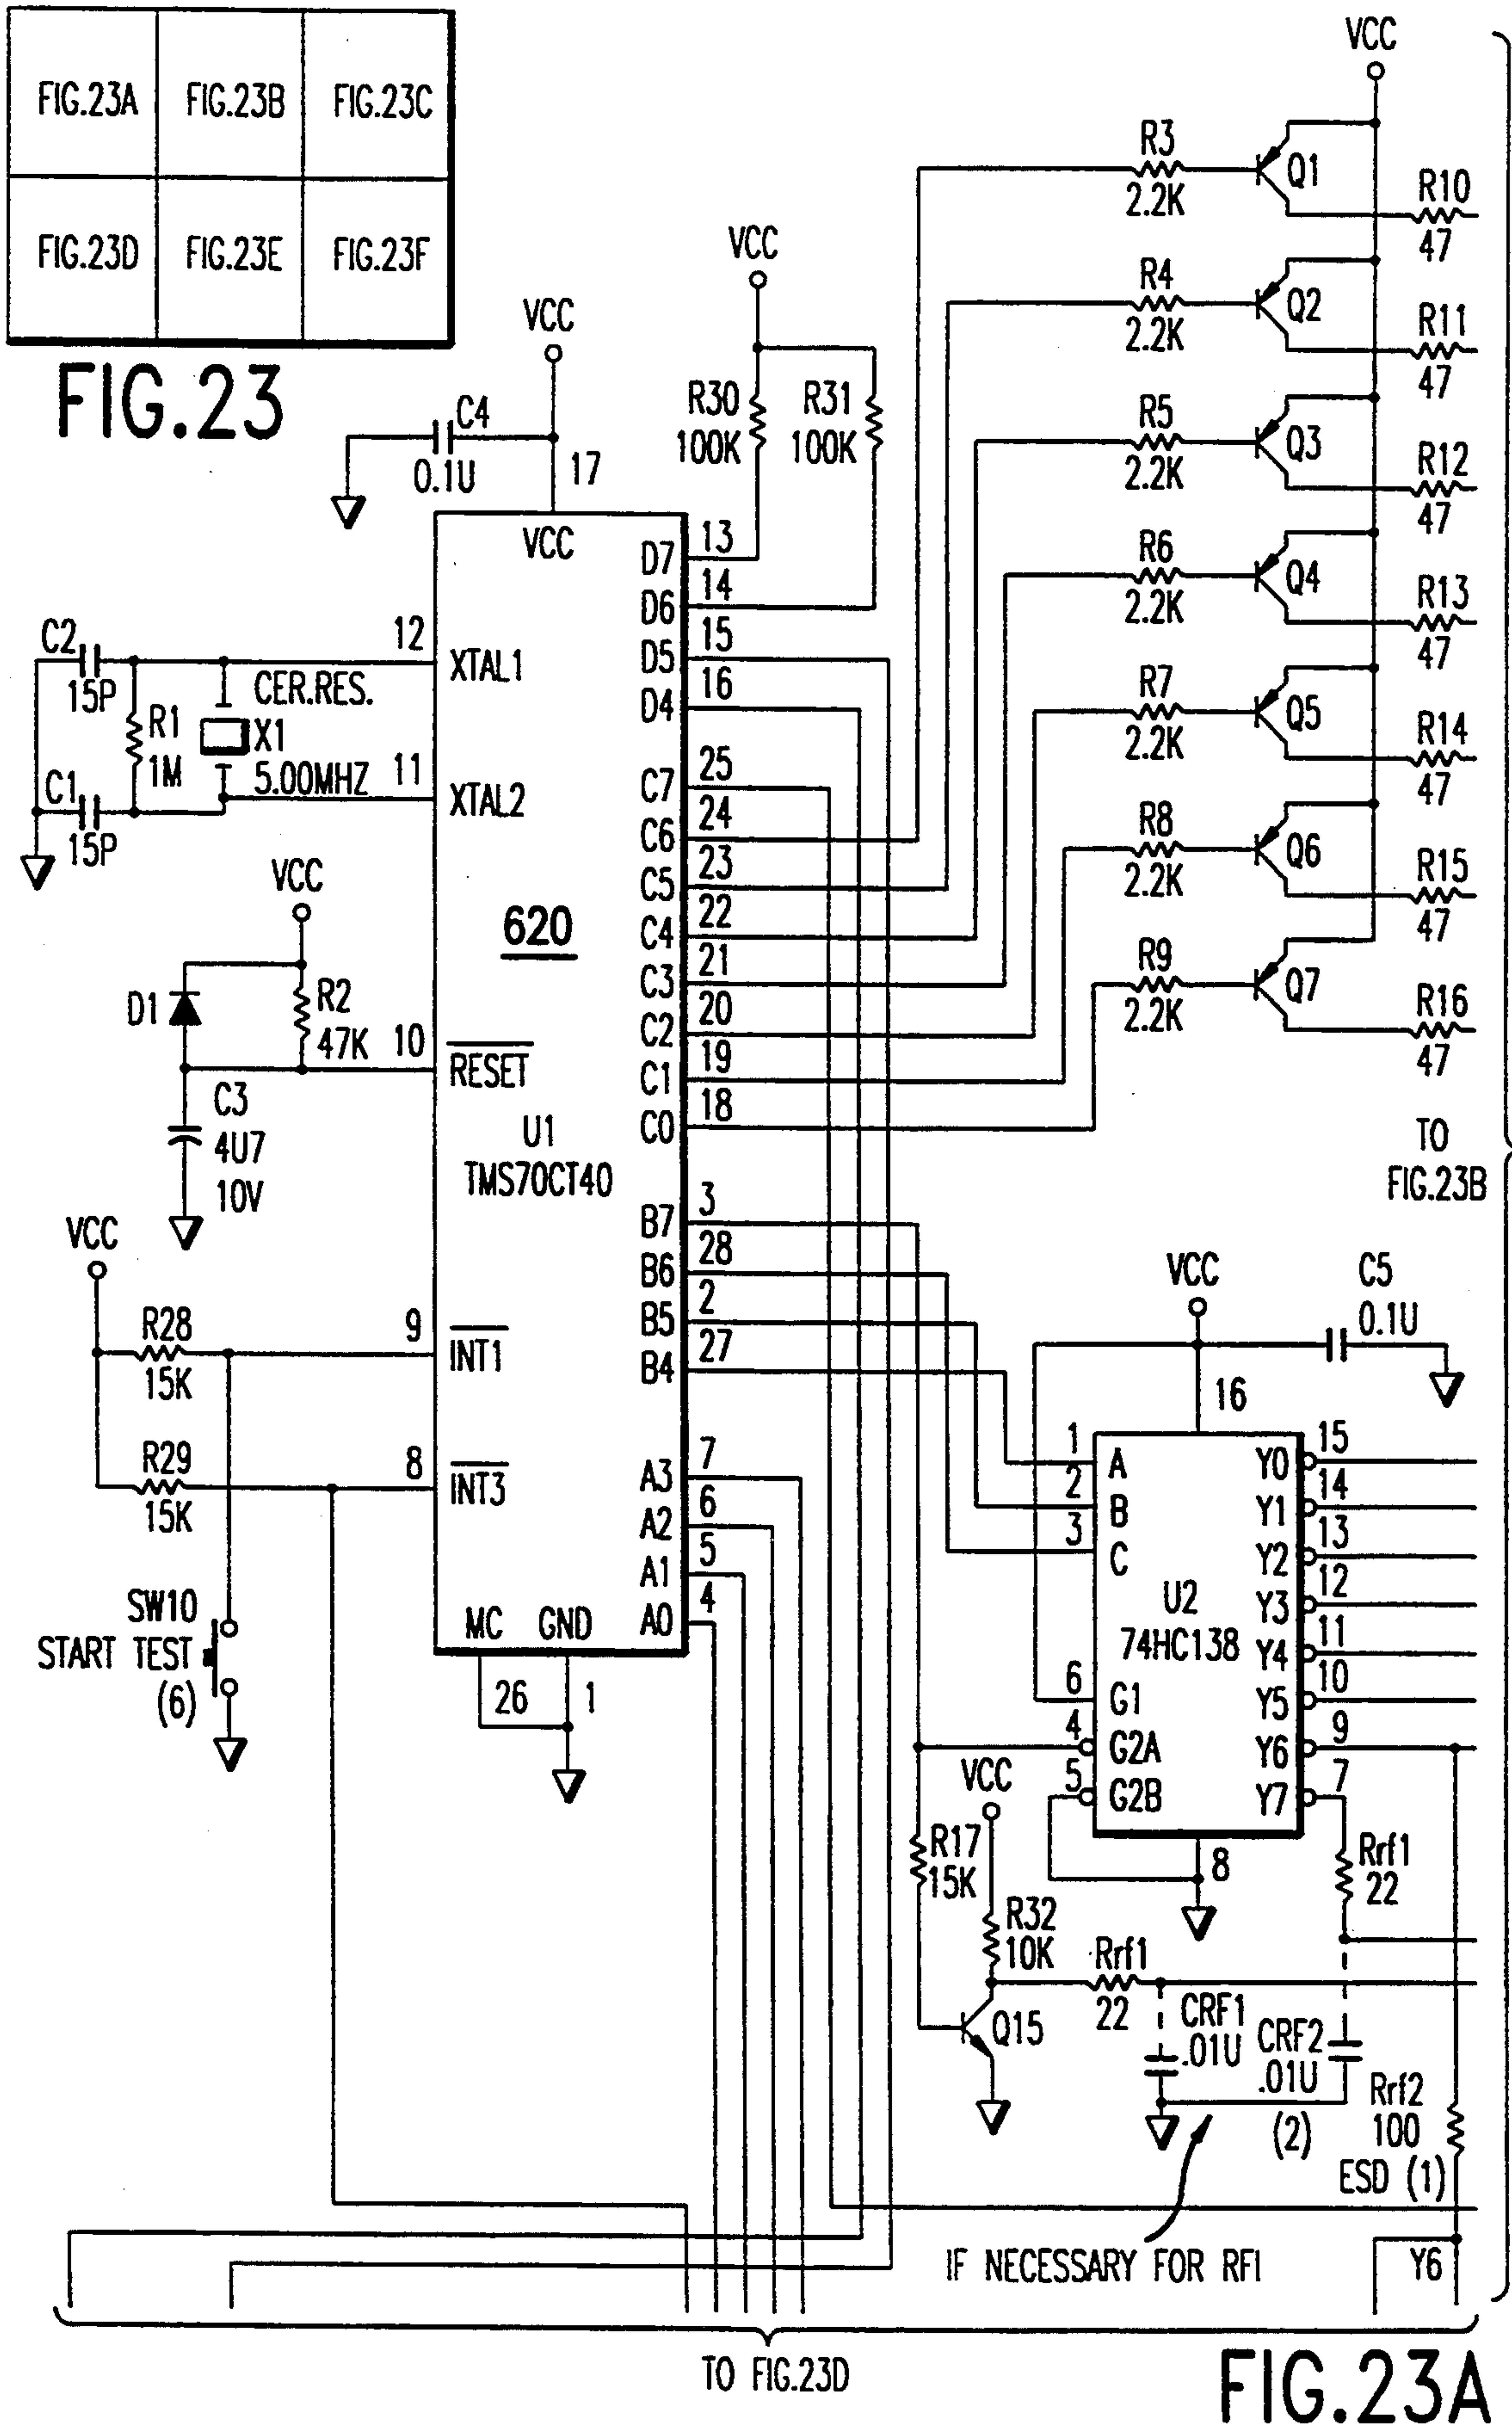 FIG.23A FIG.23B FIG.23C
FIG.23D FIG.23E FIG.23F
FIG.23
VCC
R3
2.2K
Q1
R10
47
R4
2.2K
Q2
R11
47
R5
2.2K
Q3
R12
47
R6
2.2K
Q4
R13
47
R7
2.2K
Q5
R14
47
R8
2.2K
Q6
R15
47
R9
2.2K
Q7
R16
47
TO
FIG.23B
VCC
R30
100K
R31
100K
VCC
C4
0.1U
17
VCC
C2
15P
R1
1M
CER.RES.
X1
5.00MHZ
C1
15P
12
XTAL1
11
XTAL2
VCC
D1
R2
47K
10
RESET
C3
4U7
10V
620
U1
TMS70CT40
VCC
R28
15K
9
INT1
R29
15K
8
INT3
SW10
START TEST
(6)
MC
GND
26
1
D7 13
D6 14
D5 15
D4 16
C7 25
C6 24
C5 23
C4 22
C3 21
C2 20
C1 19
C0 18
B7 3
B6 28
B5 2
B4 27
A3 7
A2 6
A1 5
A0 4
VCC
C5
0.1U
16
1 A
2 B
3 C
U2
74HC138
6 G1
4 G2A
5 G2B
Y0 15
Y1 14
Y2 13
Y3 12
Y4 11
Y5 10
Y6 9
Y7 7
8
VCC
R17
15K
R32
10K
Q15
Rrf1
22
Rrf1
22
CRF1
.01U
CRF2
.01U
(2)
Rrf2
100
ESD (1)
IF NECESSARY FOR RFI
Y6
TO FIG.23D
FIG.23A